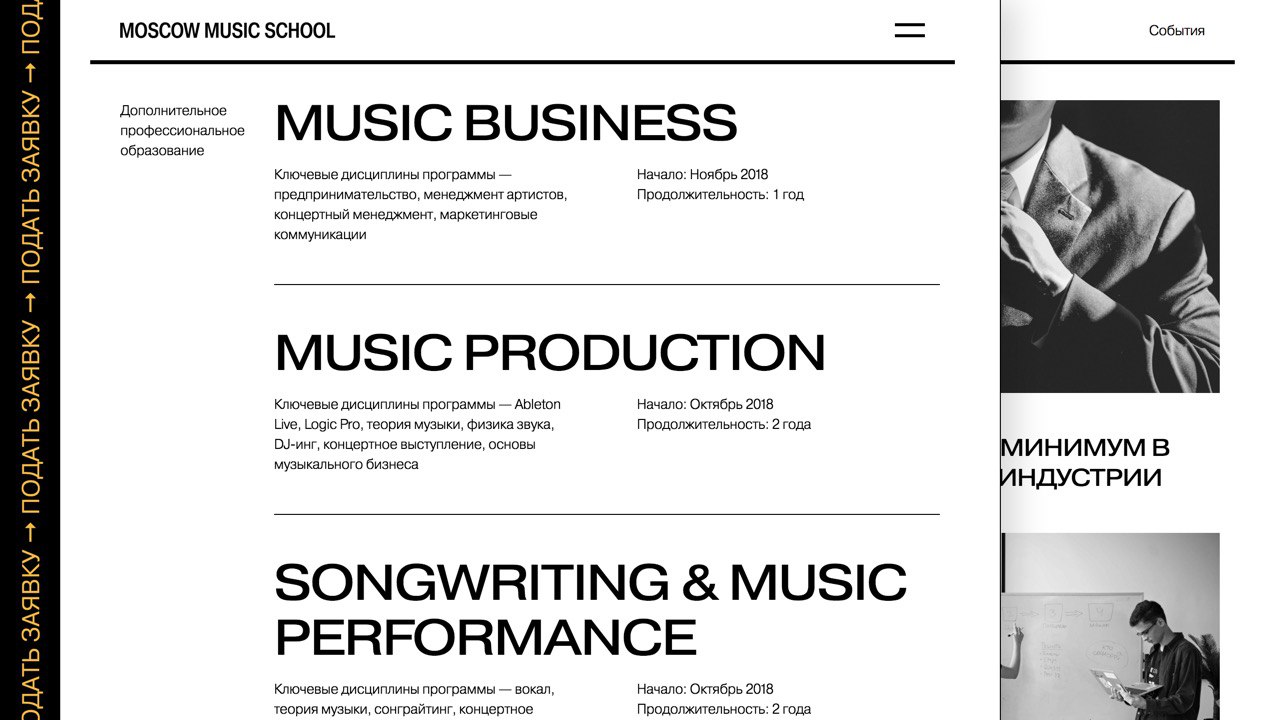 ПОДАТЬ ЗАЯВКУ → ПОДАТЬ ЗАЯВКУ → ПОДАТЬ ЗАЯВКУ →
MOSCOW MUSIC SCHOOL
События
Дополнительное
профессиональное
образование
MUSIC BUSINESS
Ключевые дисциплины программы —
предпринимательство, менеджмент артистов,
концертный менеджмент, маркетинговые
коммуникации
Начало: Ноябрь 2018
Продолжительность: 1 год
MUSIC PRODUCTION
Ключевые дисциплины программы — Ableton
Live, Logic Pro, теория музыки, физика звука,
DJ-инг, концертное выступление, основы
музыкального бизнеса
Начало: Октябрь 2018
Продолжительность: 2 года
SONGWRITING & MUSIC
PERFORMANCE
Ключевые дисциплины программы — вокал,
теория музыки, сонграйтинг, концертное
Начало: Октябрь 2018
Продолжительность: 2 года
МИНИМУМ В
ИНДУСТРИИ